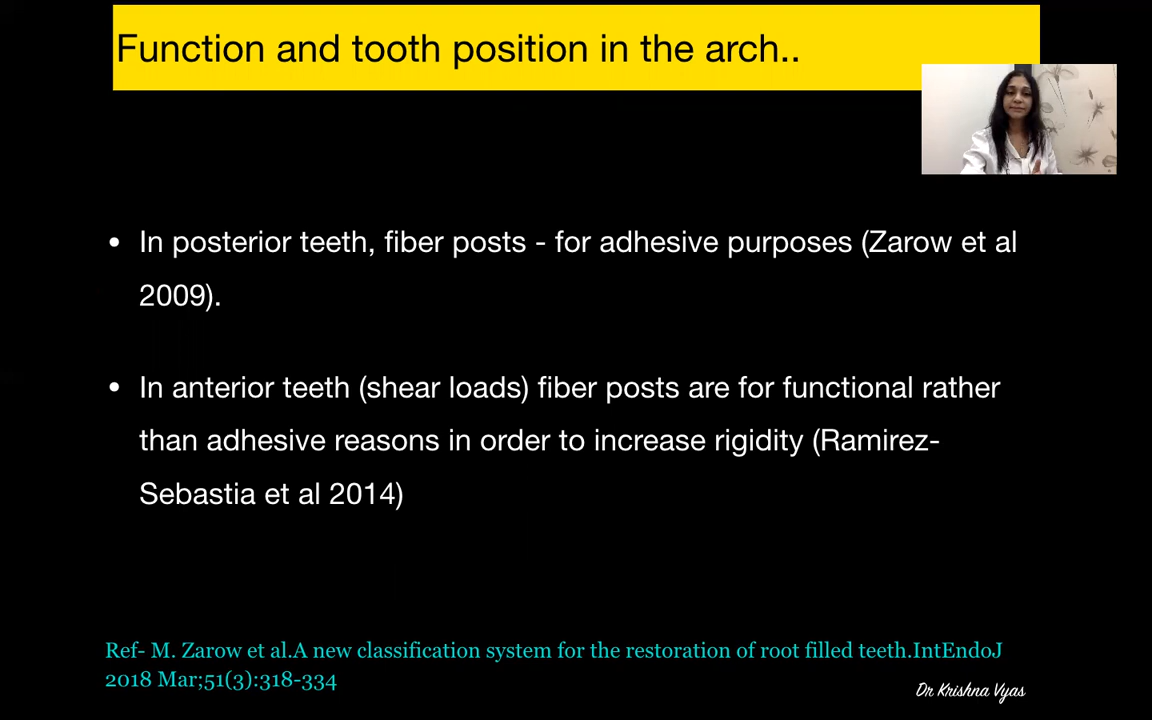 Function and tooth position in the arch..
• In posterior teeth, fiber posts - for adhesive purposes (Zarow et al
2009).
• In anterior teeth (shear loads) fiber posts are for functional rather
than adhesive reasons in order to increase rigidity (Ramirez-
Sebastia et al 2014)
Ref- M. Zarow et al.A new classification system for the restoration of root filled teeth.IntEndoJ
2018 Mar;51(3):318-334
Dr Krishna Vyas